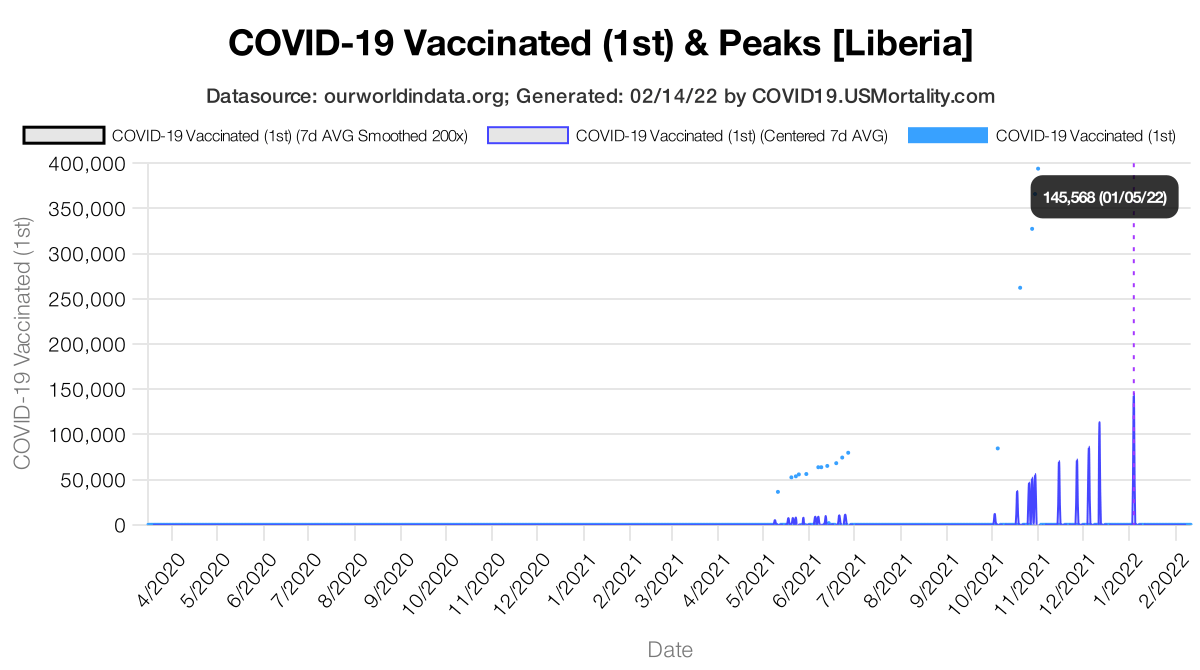 COVID-19 Vaccinated (1st) & Peaks [Liberia]
Datasource: ourworldindata.org; Generated: 02/14/22 by COVID19.USMortality.com
COVID-19 Vaccinated (1st) (7d AVG Smoothed 200x) COVID-19 Vaccinated (1st) (Centered 7d AVG) COVID-19 Vaccinated (1st)
COVID-19 Vaccinated (1st)
400,000
350,000
300,000
250,000
200,000
150,000
100,000
50,000
0
145,568 (01/05/22)
4/2020 5/2020 6/2020 7/2020 8/2020 9/2020 10/2020 11/2020 12/2020 1/2021 2/2021 3/2021 4/2021 5/2021 6/2021 7/2021 8/2021 9/2021 10/2021 11/2021 12/2021 1/2022 2/2022
Date